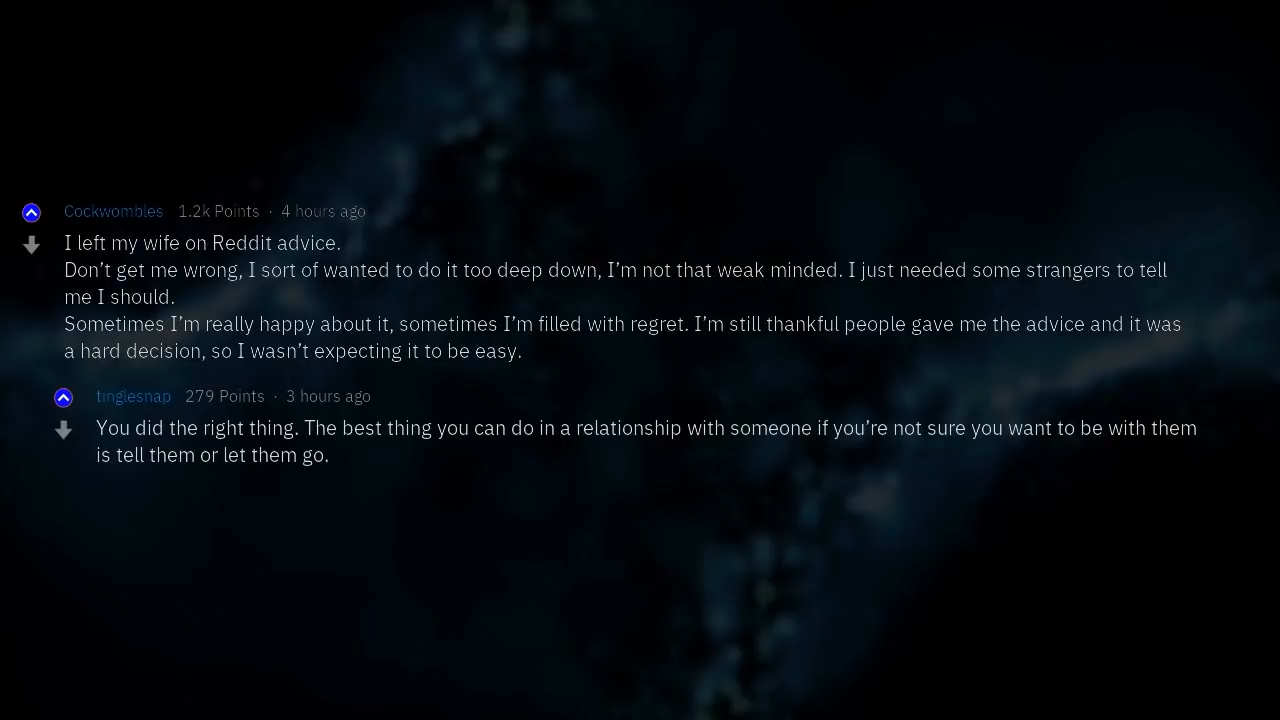 Cockwombles 1.2k Points · 4 hours ago
I left my wife on Reddit advice.
Don’t get me wrong, I sort of wanted to do it too deep down, I’m not that weak minded. I just needed some strangers to tell
me I should.
Sometimes I’m really happy about it, sometimes I’m filled with regret. I’m still thankful people gave me the advice and it was
a hard decision, so I wasn’t expecting it to be easy.
tinglesnap 279 Points · 3 hours ago
You did the right thing. The best thing you can do in a relationship with someone if you’re not sure you want to be with them
is tell them or let them go.